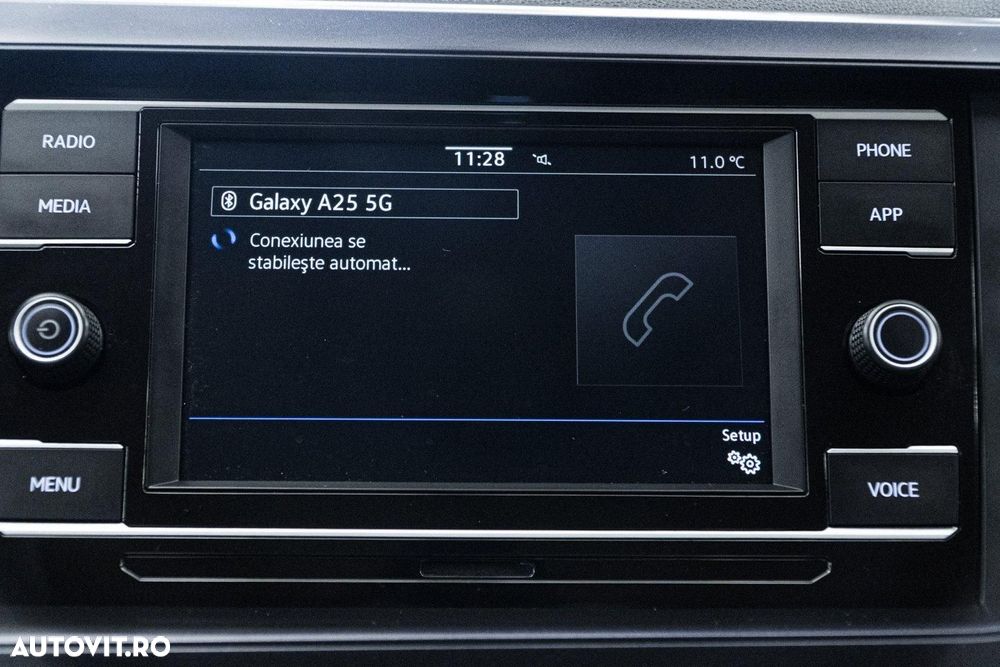 RADIO
MEDIA
MENU
11:28
11.0 °C
Galaxy A25 5G
Conexiunea se
stabileşte automat...
Setup
PHONE
APP
VOICE
AUTOVIT.RO